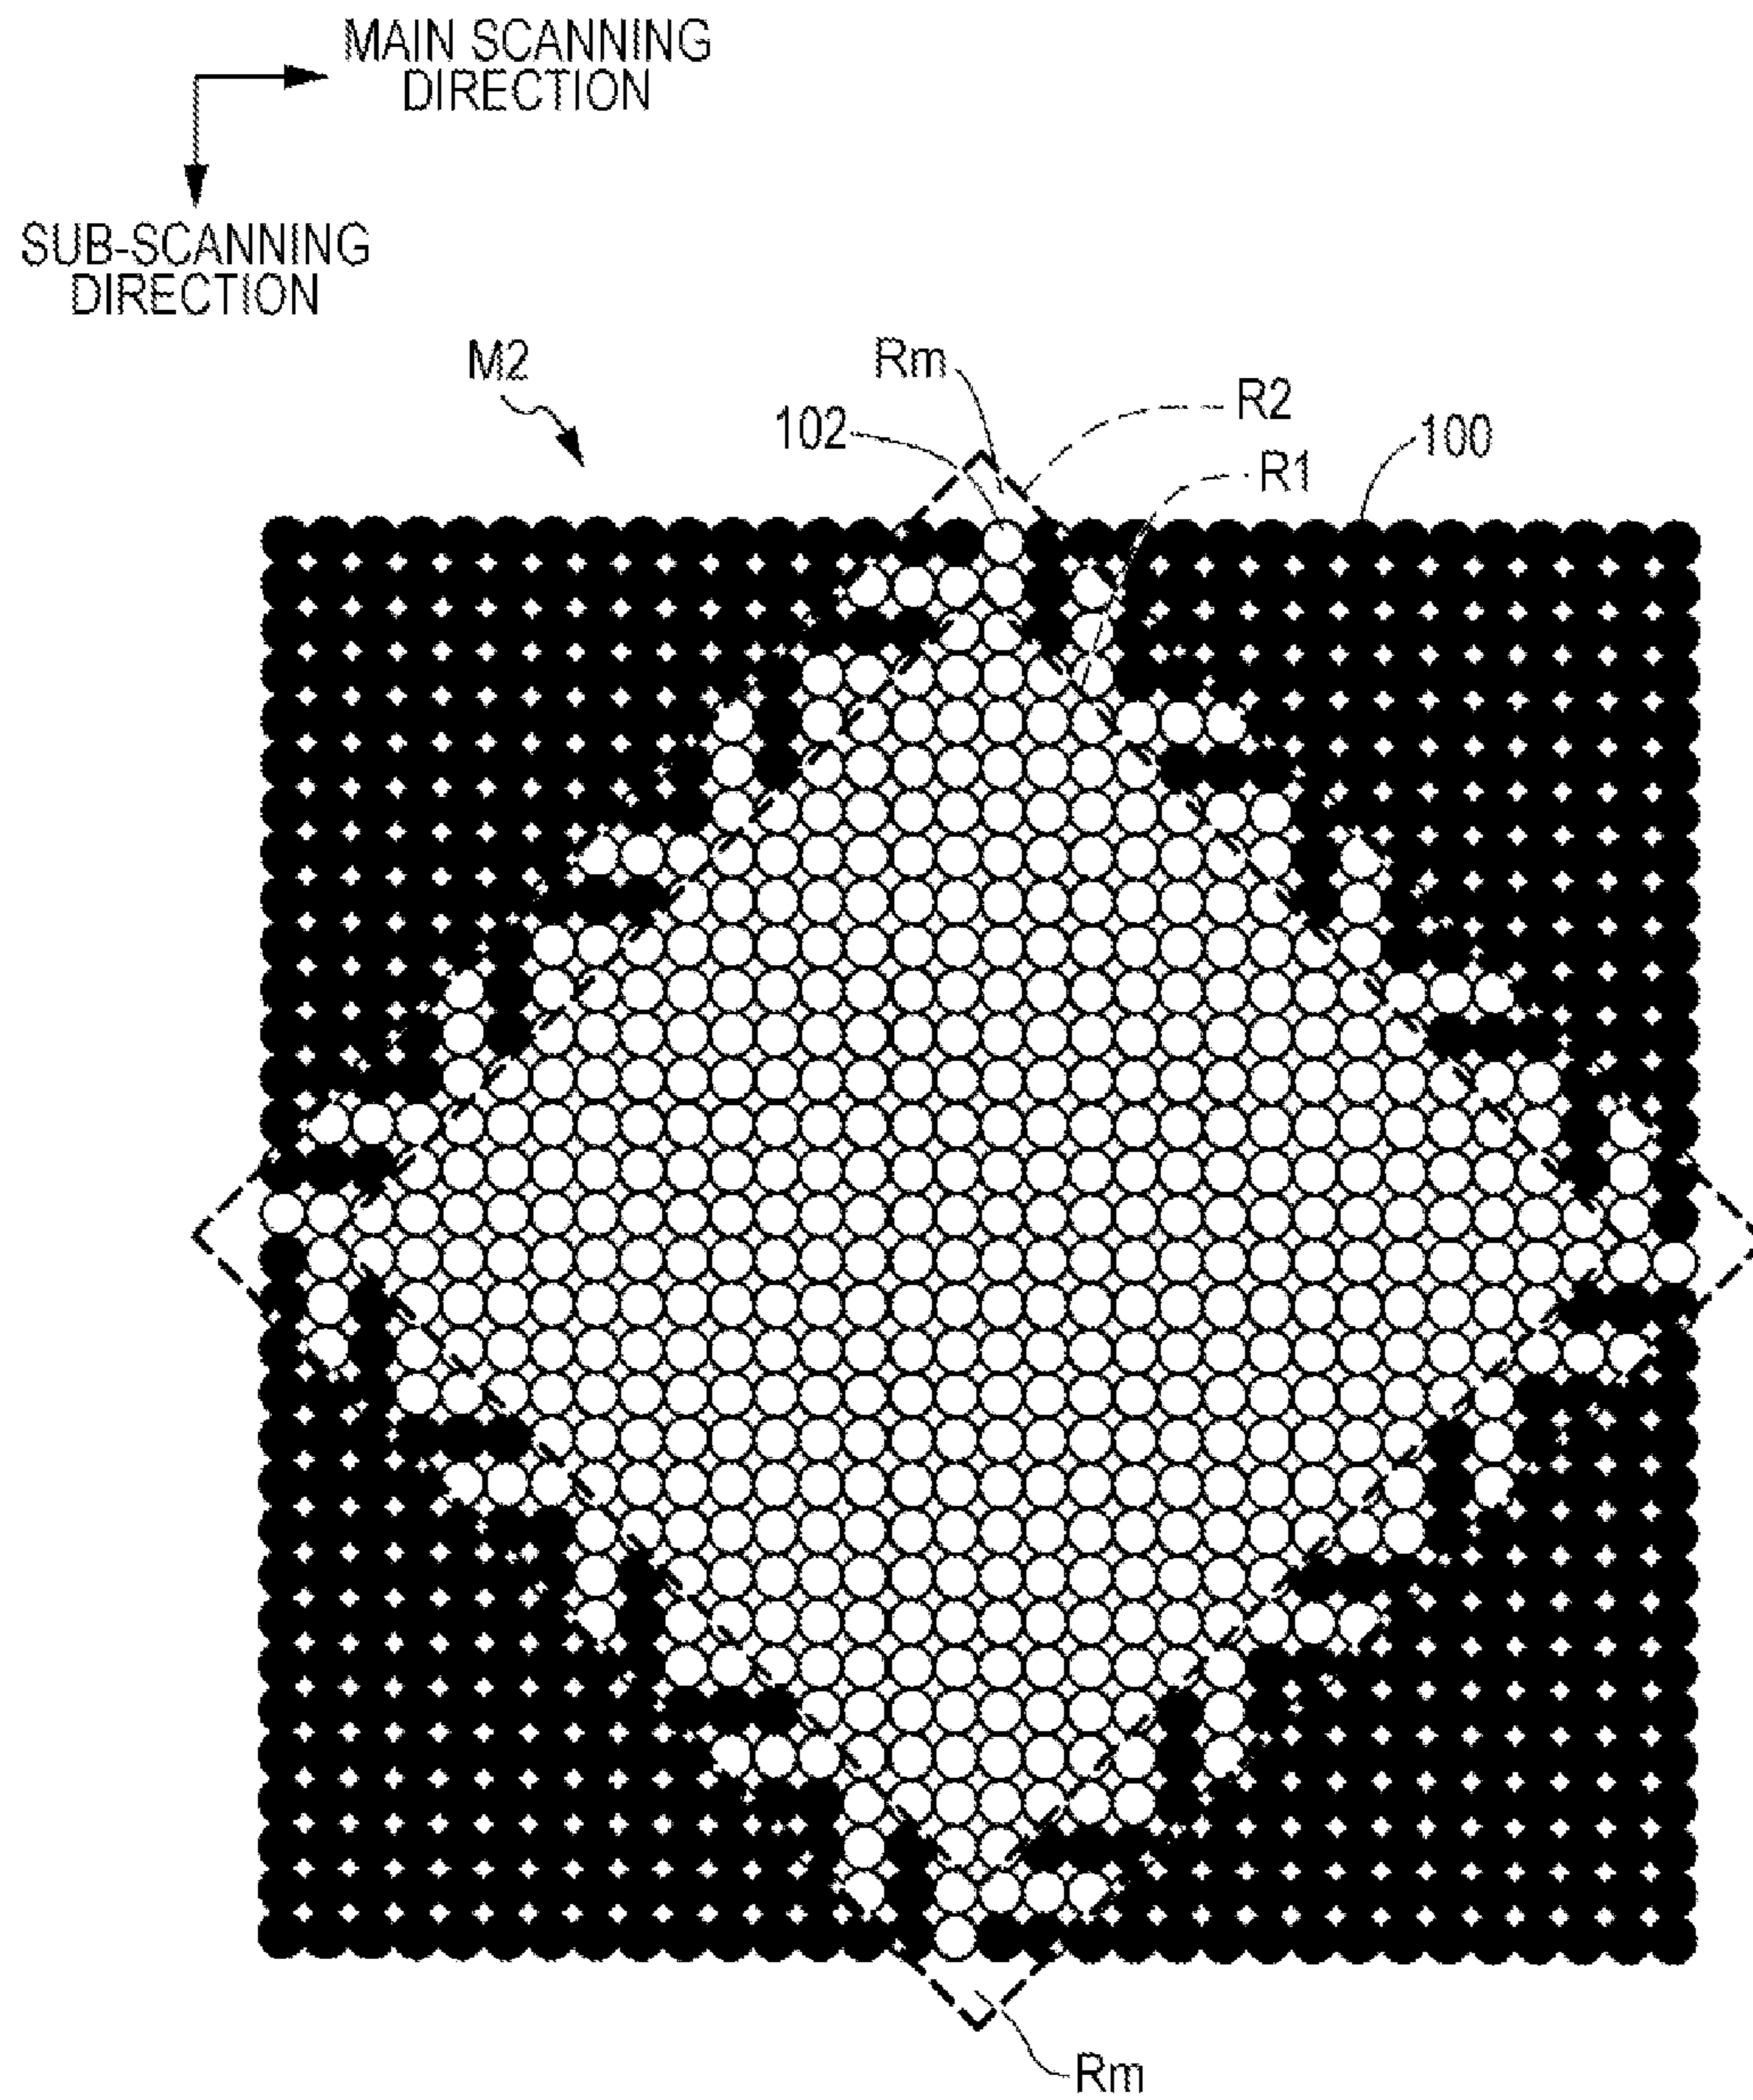 MAIN SCANNING
DIRECTION
SUB-SCANNING
DIRECTION
M2
Rm
R2
102
100
R1
Rm